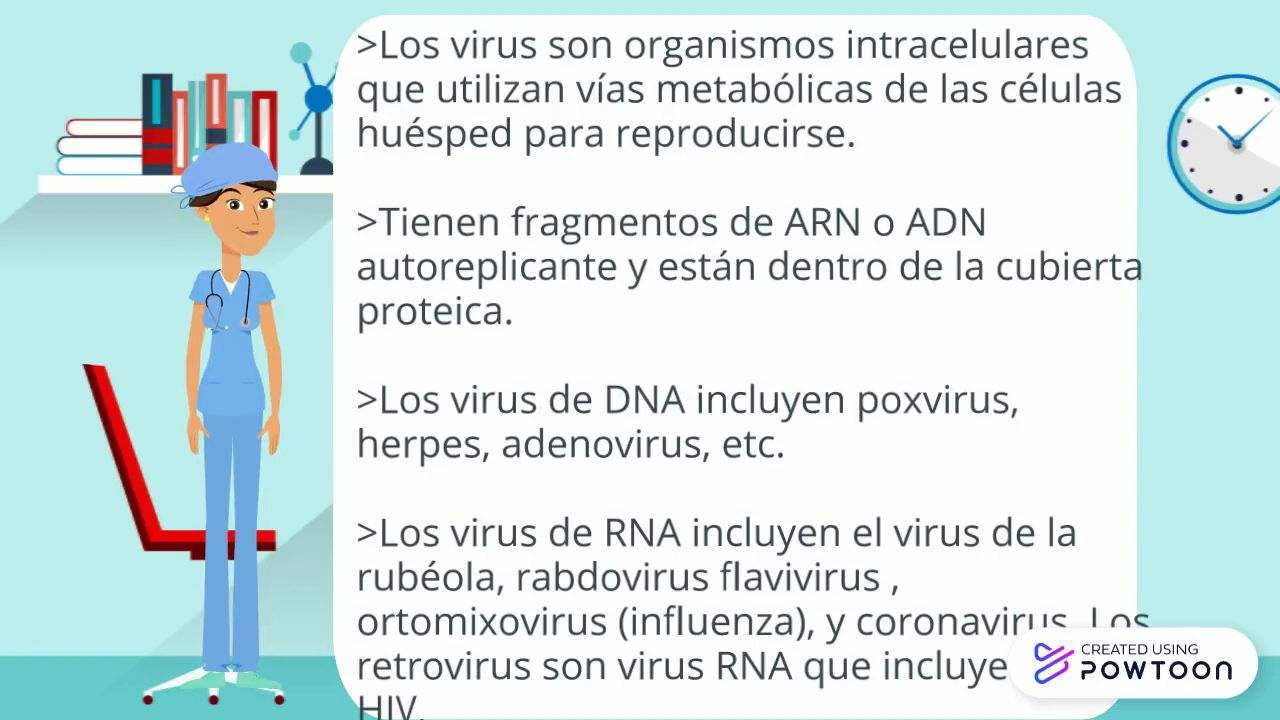 >Los virus son organismos intracelulares
que utilizan vías metabólicas de las células
huésped para reproducirse.
>Tienen fragmentos de ARN o ADN
autoreplicante y están dentro de la cubierta
proteica.
>Los virus de DNA incluyen poxvirus,
herpes, adenovirus, etc.
>Los virus de RNA incluyen el virus de la
rubéola, rabdovirus flavivirus ,
ortomixovirus (influenza), y coronavirus. Los
retrovirus son virus RNA que incluye
HIV.
CREATED USING
POWTOON